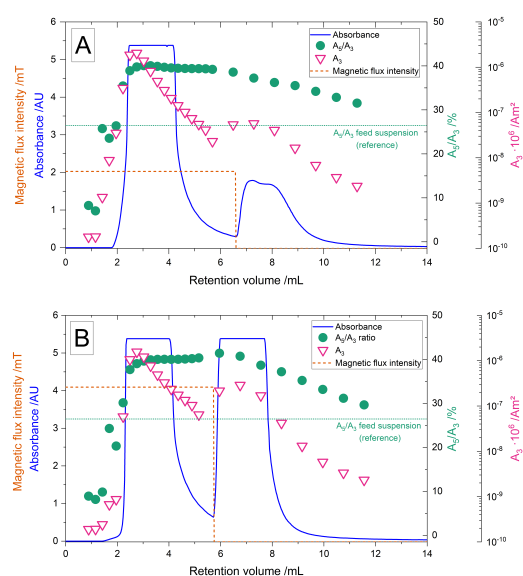 A
Absorbance
A₅/A₃
A₃
Magnetic flux intensity
A₅/A₃ feed suspension
(reference)
Magnetic flux intensity /mT
Absorbance /AU
6
5
4
3
2
1
0
0 2 4 6 8 10 12 14
Retention volume /mL
50
40
30
20
10
0
A₅/A₃ /%
10⁻⁵
10⁻⁶
10⁻⁷
10⁻⁸
10⁻⁹
10⁻¹⁰
A₃ ·10⁶ /Am²
B
Absorbance
A₅/A₃ ratio
A₃
Magnetic flux intensity
A₅/A₃ feed suspension
(reference)
Magnetic flux intensity /mT
Absorbance /AU
6
5
4
3
2
1
0
0 2 4 6 8 10 12 14
Retention volume /mL
50
40
30
20
10
0
A₅/A₃ /%
10⁻⁵
10⁻⁶
10⁻⁷
10⁻⁸
10⁻⁹
10⁻¹⁰
A₃ ·10⁶ /Am²